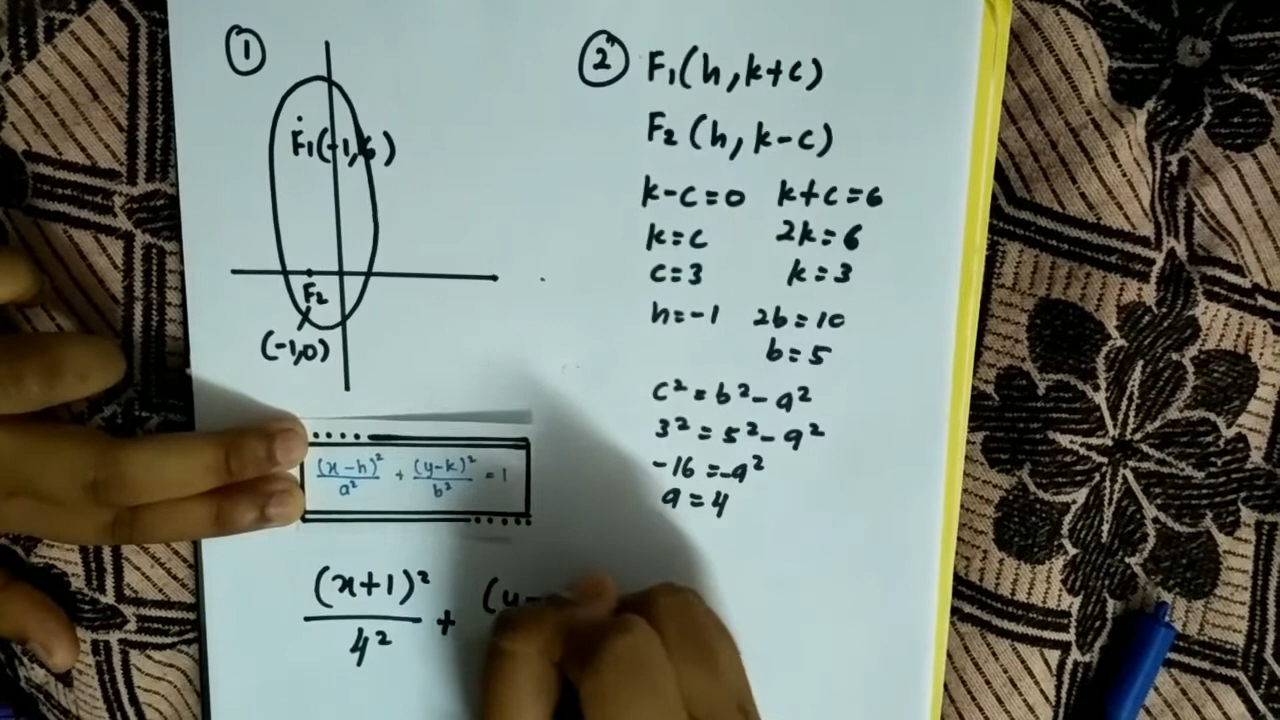 ①
F₁(-1,6)
F₂
(-1,0)
(x-h)²/a² + (y-k)²/b² = 1
(x+1)²/4² + (y-
② F₁(h, k+c)
F₂(h, k-c)
k-c=0 k+c=6
k=c 2k=6
c=3 k=3
h=-1 2b=10
b=5
c²=b²-a²
3²=5²-a²
-16=-a²
a=4